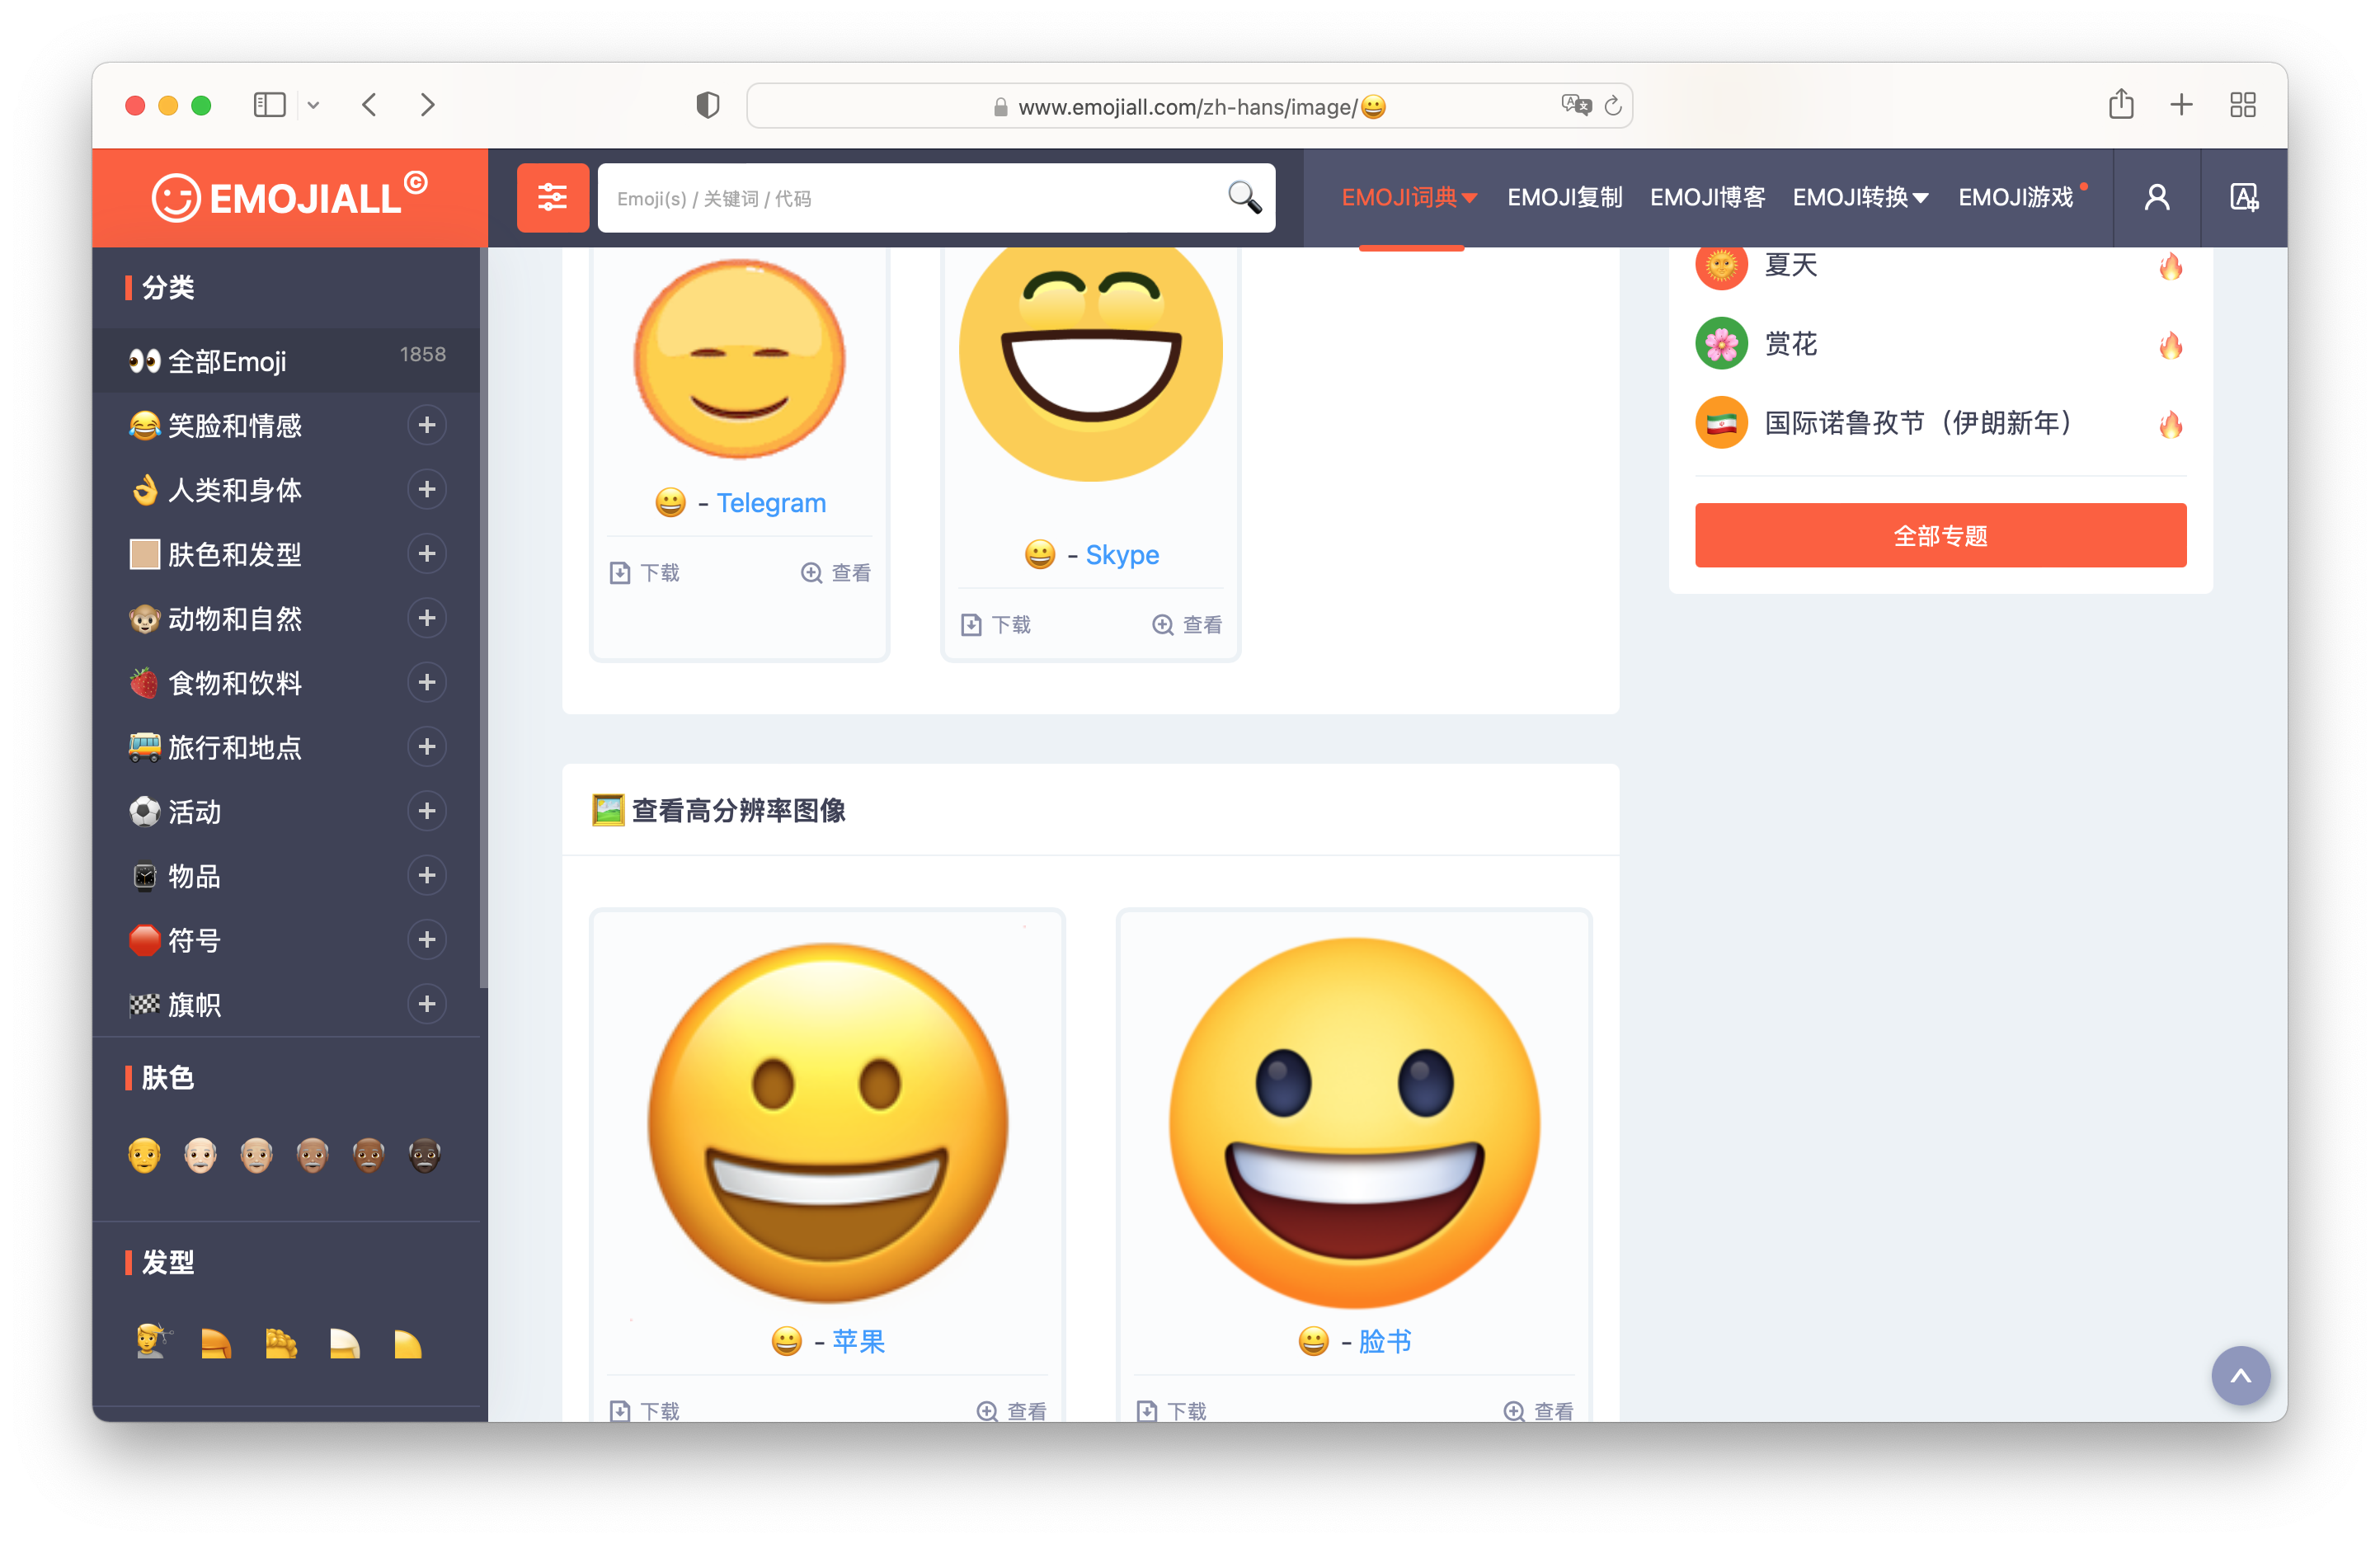 www.emojiall.com/zh-hans/image/😀
EMOJIALL©
Emoji(s) / 关键词 / 代码
EMOJI词典
EMOJI复制
EMOJI博客
EMOJI转换
EMOJI游戏
分类
👀 全部Emoji 1858
😂 笑脸和情感
👌 人类和身体
🏼 肤色和发型
🐵 动物和自然
🍓 食物和饮料
🚌 旅行和地点
⚽ 活动
⌚ 物品
🛑 符号
🏁 旗帜
肤色
发型
😀 - Telegram
下载 查看
😀 - Skype
下载 查看
夏天
赏花
国际诺鲁孜节（伊朗新年）
全部专题
🖼️ 查看高分辨率图像
😀 - 苹果
下载 查看
😀 - 脸书
下载 查看